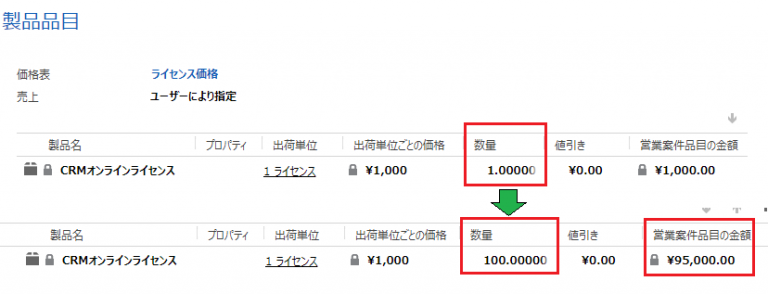 製品品目
価格表 ライセンス価格
売上 ユーザーにより指定
製品名 プロパティ 出荷単位 出荷単位ごとの価格 数量 値引き 営業案件品目の金額
CRMオンラインライセンス 1 ライセンス ¥1,000 1.00000 ¥0.00 ¥1,000.00
製品名 プロパティ 出荷単位 出荷単位ごとの価格 数量 値引き 営業案件品目の金額
CRMオンラインライセンス 1 ライセンス ¥1,000 100.00000 ¥0.00 ¥95,000.00